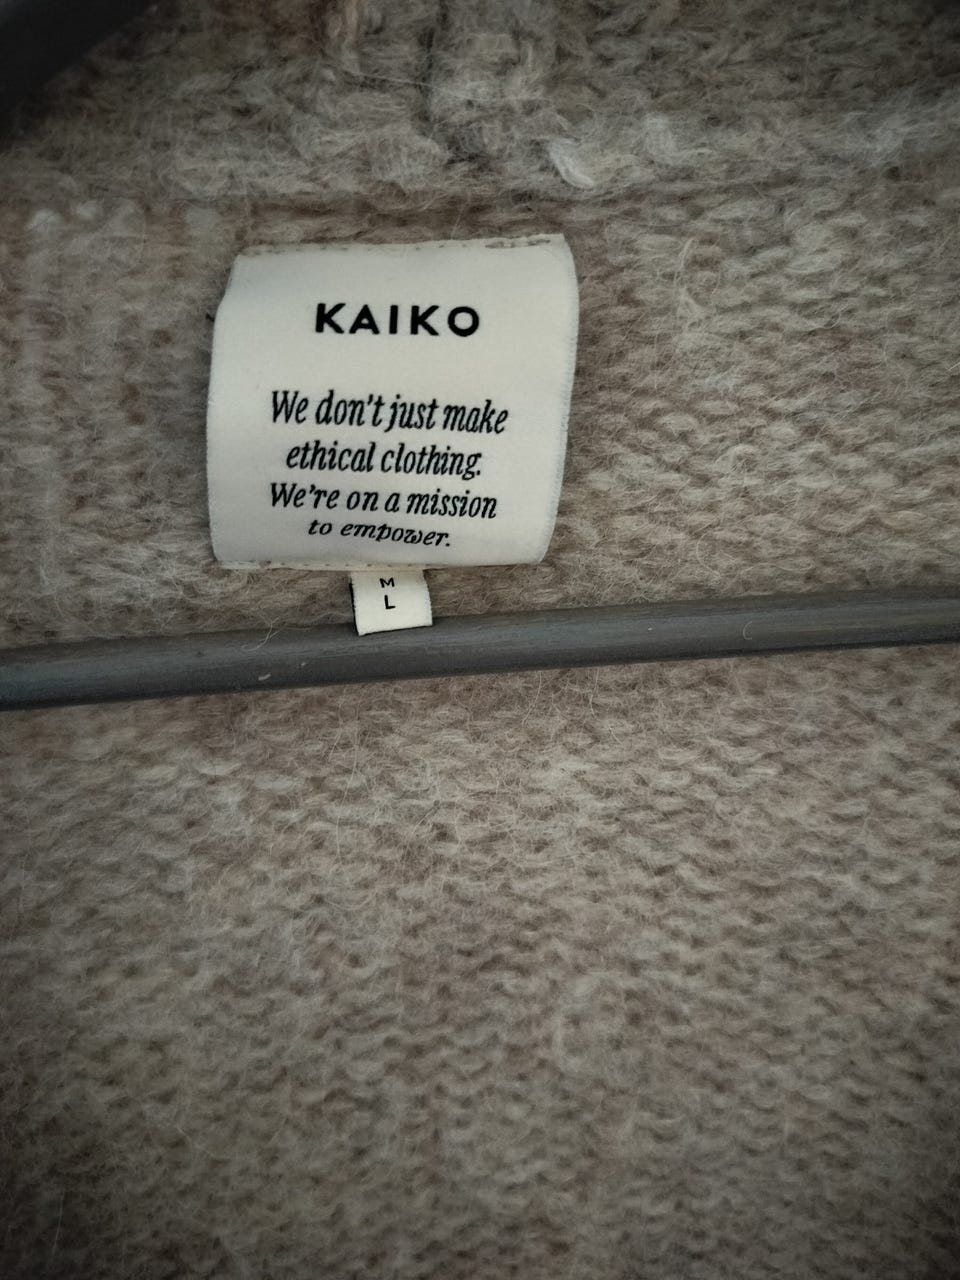 KAIKO
We don't just make
ethical clothing.
We're on a mission
to empower.
M
L